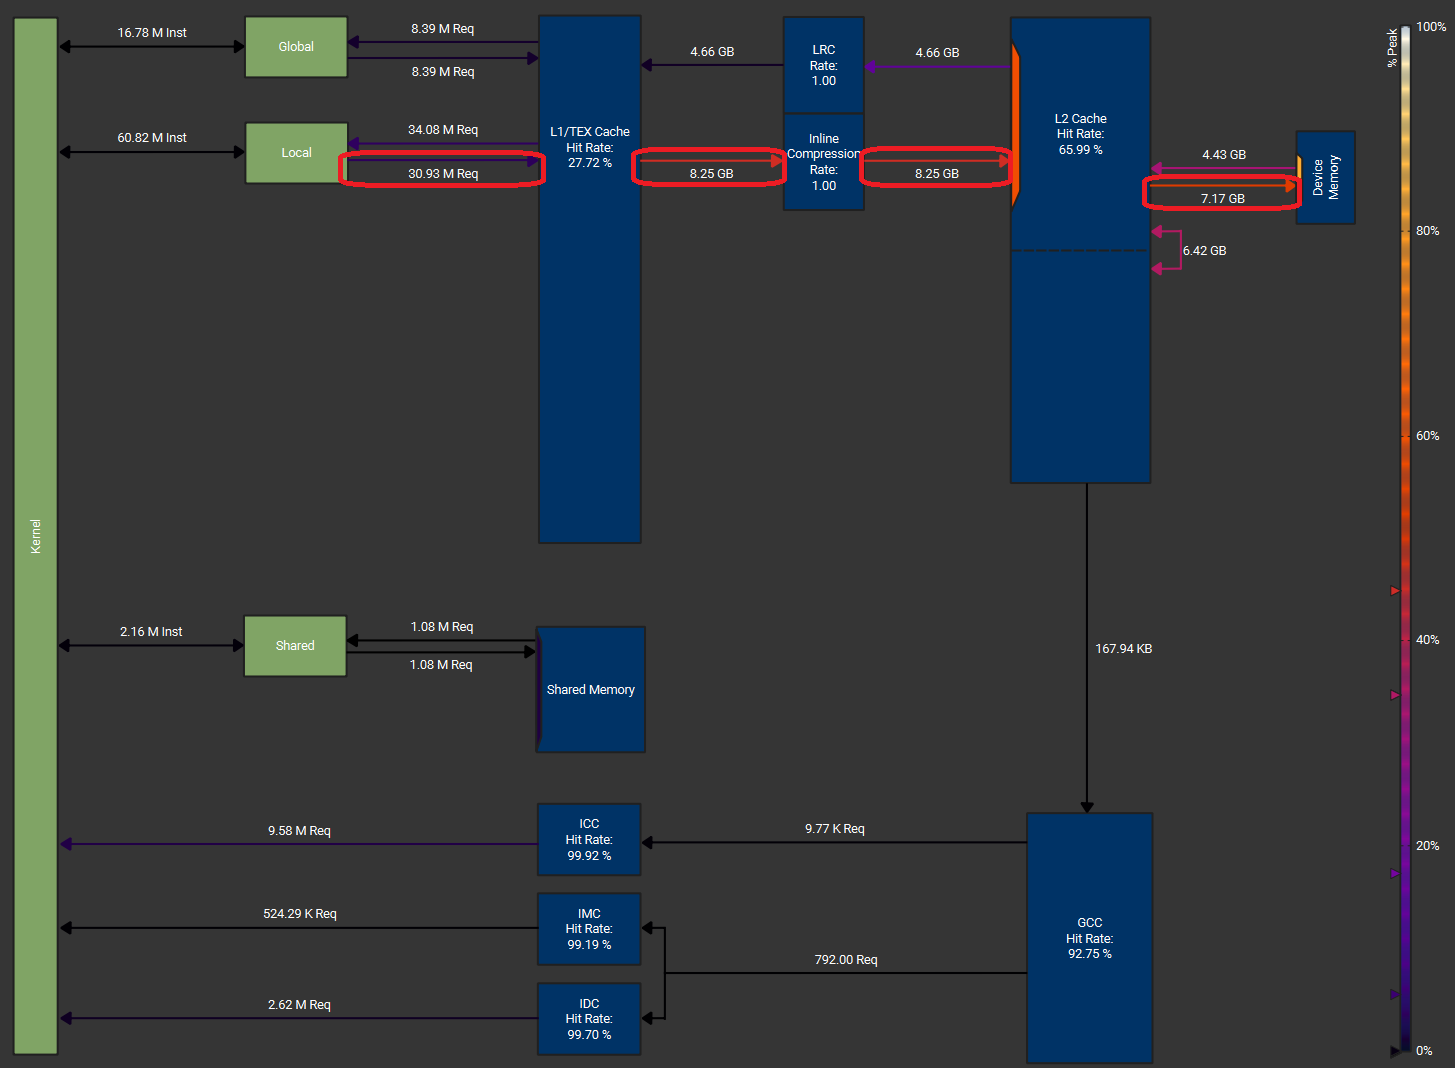 16.78 M Inst
Global
8.39 M Req
8.39 M Req
60.82 M Inst
Local
34.08 M Req
30.93 M Req
L1/TEX Cache
Hit Rate:
27.72 %
4.66 GB
8.25 GB
LRC
Rate:
1.00
Inline
Compression
Rate:
1.00
4.66 GB
8.25 GB
L2 Cache
Hit Rate:
65.99 %
4.43 GB
7.17 GB
6.42 GB
Device
Memory
% Peak
100%
80%
60%
40%
20%
0%
Kernel
2.16 M Inst
Shared
1.08 M Req
1.08 M Req
Shared Memory
167.94 KB
9.58 M Req
ICC
Hit Rate:
99.92 %
9.77 K Req
524.29 K Req
IMC
Hit Rate:
99.19 %
792.00 Req
2.62 M Req
IDC
Hit Rate:
99.70 %
GCC
Hit Rate:
92.75 %